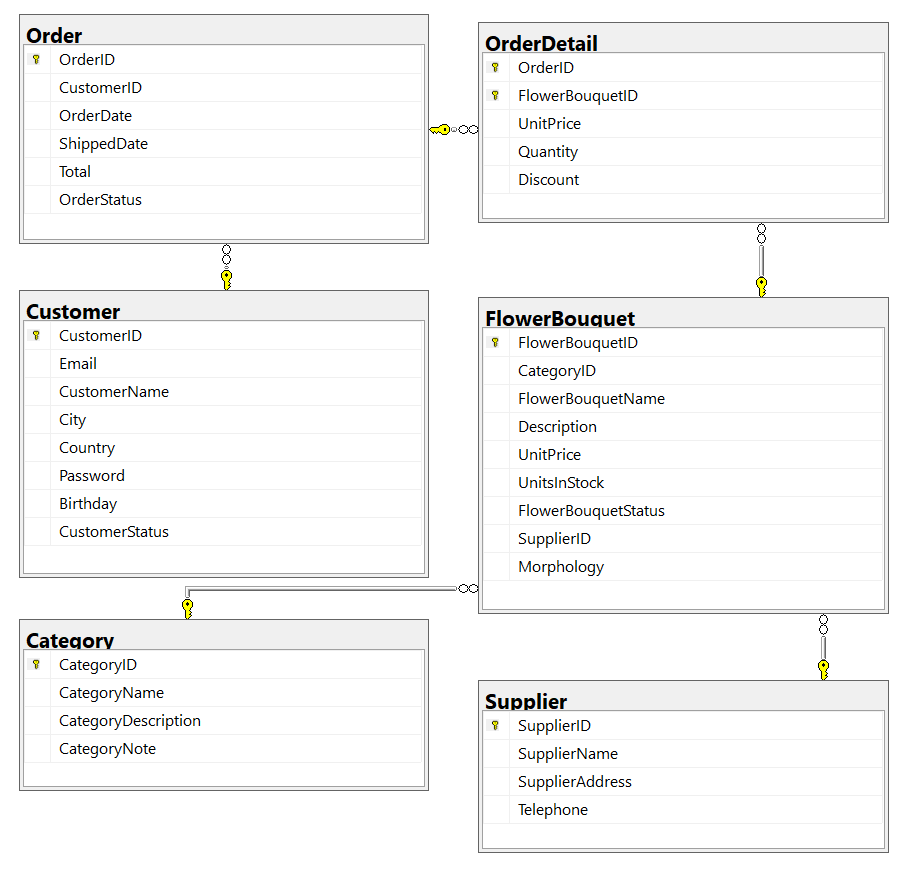 Order
OrderID
CustomerID
OrderDate
ShippedDate
Total
OrderStatus
OrderDetail
OrderID
FlowerBouquetID
UnitPrice
Quantity
Discount
Customer
CustomerID
Email
CustomerName
City
Country
Password
Birthday
CustomerStatus
FlowerBouquet
FlowerBouquetID
CategoryID
FlowerBouquetName
Description
UnitPrice
UnitsInStock
FlowerBouquetStatus
SupplierID
Morphology
Category
CategoryID
CategoryName
CategoryDescription
CategoryNote
Supplier
SupplierID
SupplierName
SupplierAddress
Telephone